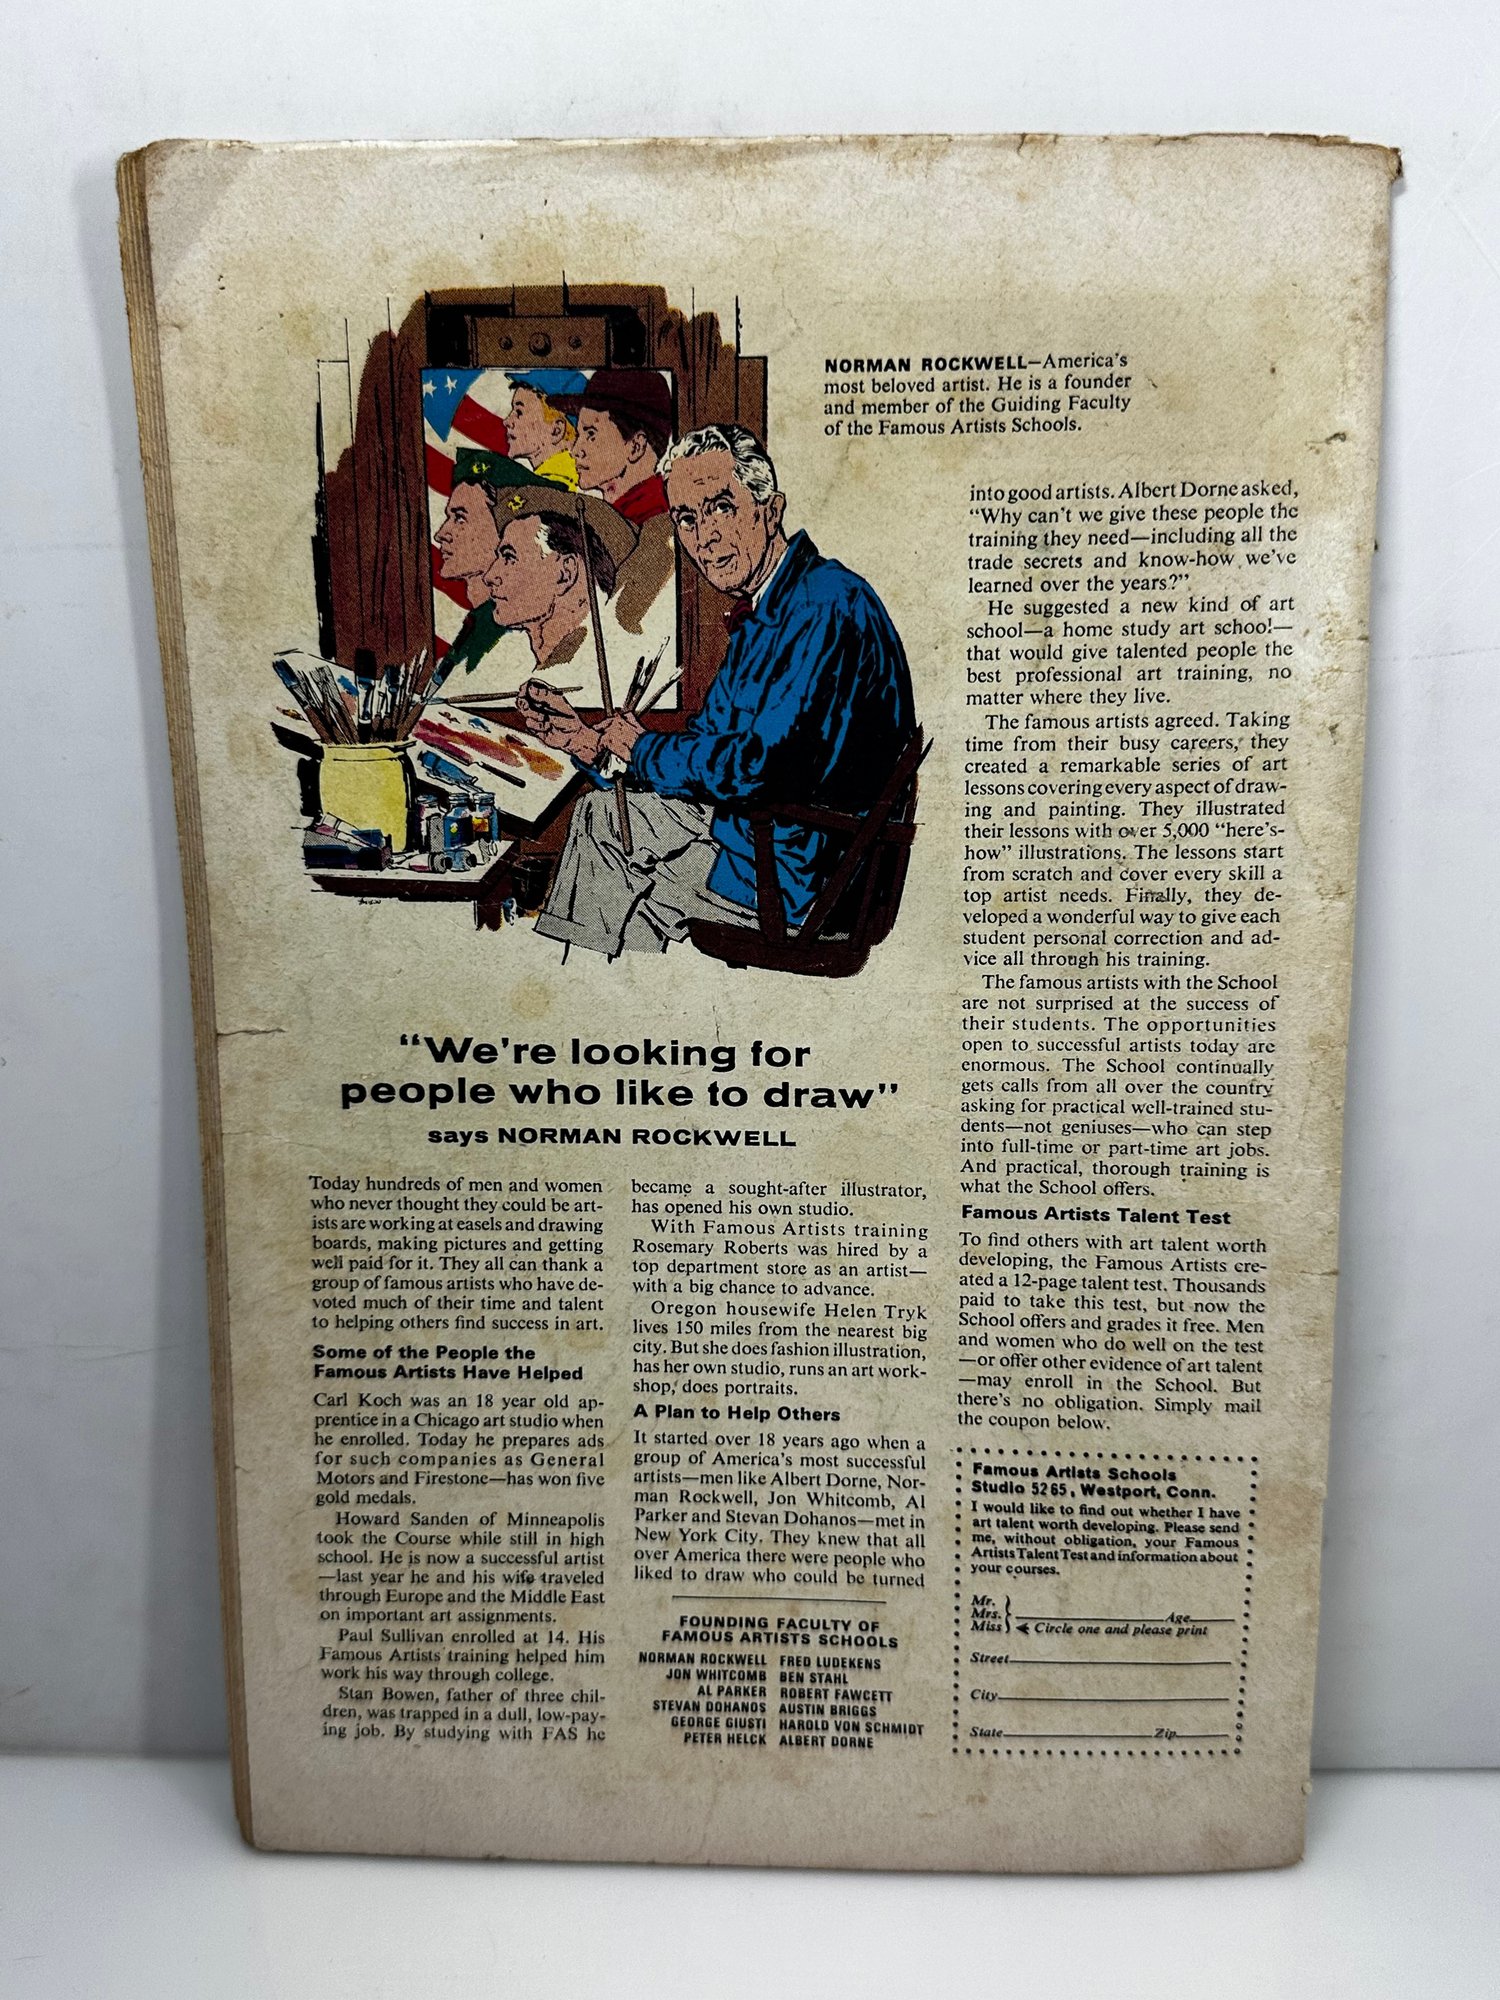 NORMAN ROCKWELL—America's
most beloved artist. He is a founder
and member of the Guiding Faculty
of the Famous Artists Schools.
"We're looking for
people who like to draw"
says NORMAN ROCKWELL
Today hundreds of men and women
who never thought they could be art-
ists are working at easels and drawing
boards, making pictures and getting
well paid for it. They all can thank a
group of famous artists who have de-
voted much of their time and talent
to helping others find success in art.
Some of the People the
Famous Artists Have Helped
Carl Koch was an 18 year old ap-
prentice in a Chicago art studio when
he enrolled. Today he prepares ads
for such companies as General
Motors and Firestone—has won five
gold medals.
Howard Sanden of Minneapolis
took the Course while still in high
school. He is now a successful artist
—last year he and his wife traveled
through Europe and the Middle East
on important art assignments.
Paul Sullivan enrolled at 14. His
Famous Artists training helped him
work his way through college.
Stan Bowen, father of three chil-
dren, was trapped in a dull, low-pay-
ing job. By studying with FAS he
became a sought-after illustrator,
has opened his own studio.
With Famous Artists training
Rosemary Roberts was hired by a
top department store as an artist—
with a big chance to advance.
Oregon housewife Helen Tryk
lives 150 miles from the nearest big
city. But she does fashion illustration,
has her own studio, runs an art work-
shop, does portraits.
A Plan to Help Others
It started over 18 years ago when a
group of America's most successful
artists—men like Albert Dorne, Nor-
man Rockwell, Jon Whitcomb, Al
Parker and Stevan Dohanos—met in
New York City. They knew that all
over America there were people who
liked to draw who could be turned
into good artists. Albert Dorne asked,
"Why can't we give these people the
training they need—including all the
trade secrets and know-how we've
learned over the years?"
He suggested a new kind of art
school—a home study art school—
that would give talented people the
best professional art training, no
matter where they live.
The famous artists agreed. Taking
time from their busy careers, they
created a remarkable series of art
lessons covering every aspect of draw-
ing and painting. They illustrated
their lessons with over 5,000 "here's-
how" illustrations. The lessons start
from scratch and cover every skill a
top artist needs. Finally, they de-
veloped a wonderful way to give each
student personal correction and ad-
vice all through his training.
The famous artists with the School
are not surprised at the success of
their students. The opportunities
open to successful artists today are
enormous. The School continually
gets calls from all over the country
asking for practical well-trained stu-
dents—not geniuses—who can step
into full-time or part-time art jobs.
And practical, thorough training is
what the School offers.
Famous Artists Talent Test
To find others with art talent worth
developing, the Famous Artists cre-
ated a 12-page talent test. Thousands
paid to take this test, but now the
School offers and grades it free. Men
and women who do well on the test
—or offer other evidence of art talent
—may enroll in the School. But
there's no obligation. Simply mail
the coupon below.
FOUNDING FACULTY OF
FAMOUS ARTISTS SCHOOLS
NORMAN ROCKWELL FRED LUDEKENS
JON WHITCOMB BEN STAHL
AL PARKER ROBERT FAWCETT
STEVAN DOHANOS AUSTIN BRIGGS
GEORGE GIUSTI HAROLD VON SCHMIDT
PETER HELCK ALBERT DORNE
Famous Artists Schools
Studio 5265, Westport, Conn.
I would like to find out whether I have
art talent worth developing. Please send
me, without obligation, your Famous
Artists Talent Test and information about
your courses.
Mr.
Mrs. Age
Miss Circle one and please print
Street
City
State Zip